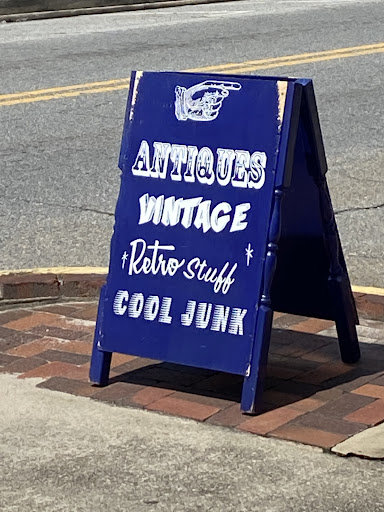 ANTIQUES
VINTAGE
Retro Stuff
COOL JUNK